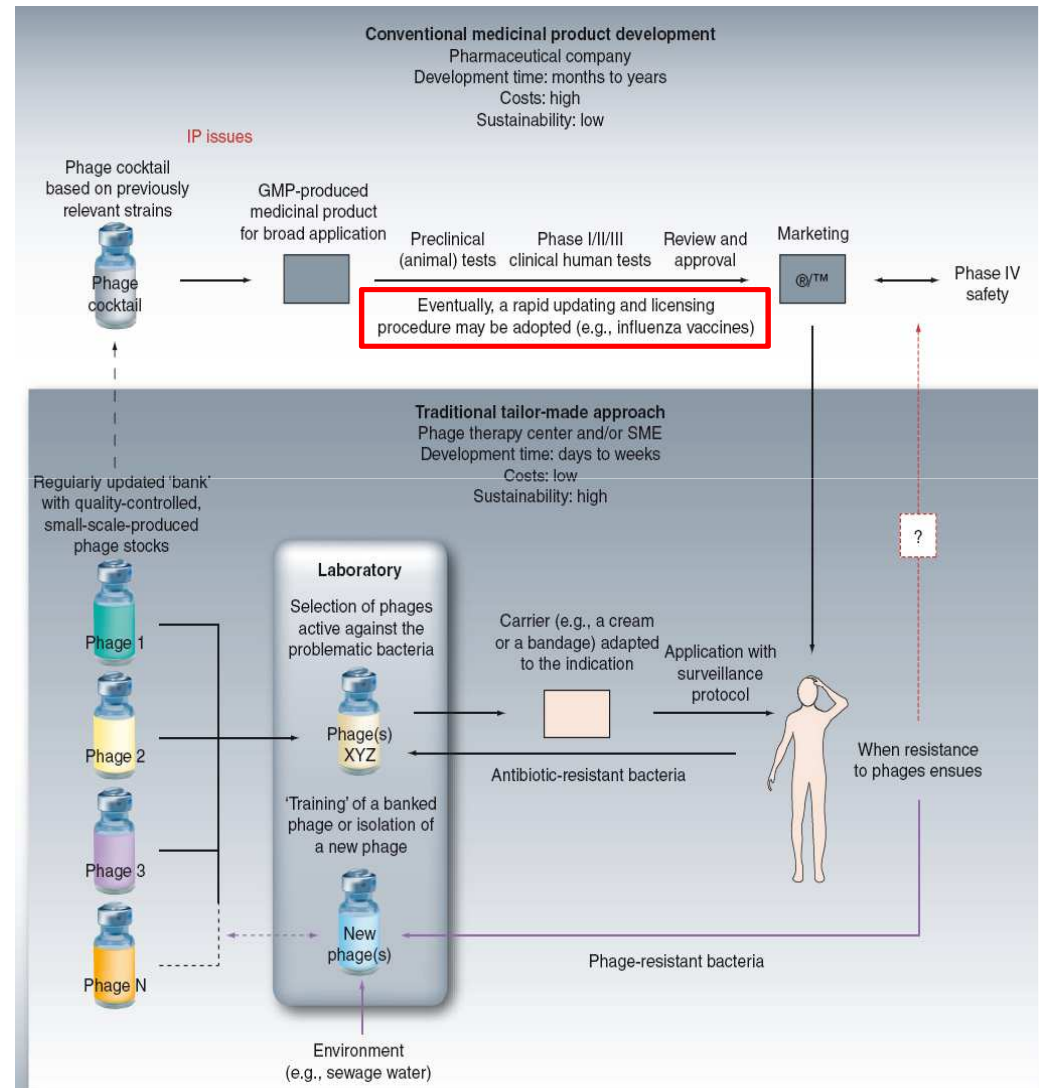 Conventional medicinal product development
Pharmaceutical company
Development time: months to years
Costs: high
Sustainability: low
IP issues
Phage cocktail
based on previously
relevant strains
Phage
cocktail
GMP-produced
medicinal product
for broad application
Preclinical
(animal) tests
Phase I/II/III
clinical human tests
Review and
approval
Marketing
®/™
Phase IV
safety
Eventually, a rapid updating and licensing
procedure may be adopted (e.g., influenza vaccines)
Traditional tailor-made approach
Phage therapy center and/or SME
Development time: days to weeks
Costs: low
Sustainability: high
Regularly updated 'bank'
with quality-controlled,
small-scale-produced
phage stocks
Phage 1
Phage 2
Phage 3
Phage N
Laboratory
Selection of phages
active against the
problematic bacteria
Phage(s)
XYZ
'Training' of a banked
phage or isolation of
a new phage
New
phage(s)
Environment
(e.g., sewage water)
Carrier (e.g., a cream
or a bandage) adapted
to the indication
Application with
surveillance
protocol
Antibiotic-resistant bacteria
?
When resistance
to phages ensues
Phage-resistant bacteria